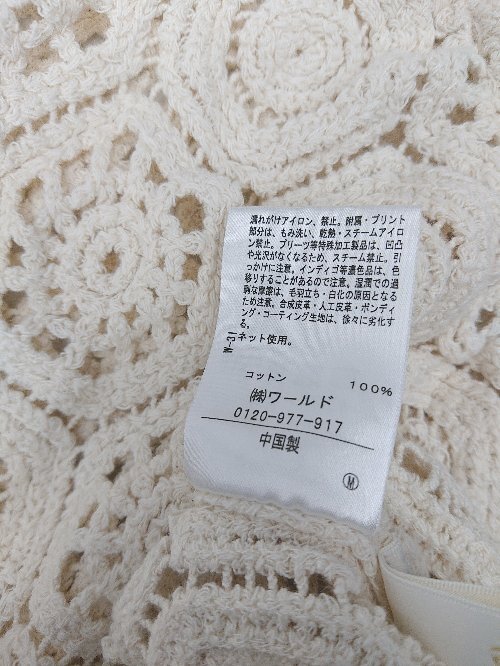 濡れがけアイロン、禁止。附属・プリント
部分は、もみ洗い、乾熱・スチームアイロ
ン禁止。プリーツ等特殊加工製品は、凹凸
や光沢がなくなるため、スチーム禁止。引
っかけに注意。インディゴ等濃色品は、色
移りすることがあるので注意。湿潤での過
剰な摩擦は、毛羽立ち・白化の原因となる
ため注意。合成皮革・人工皮革・ボンディ
ング・コーティング生地は、徐々に劣化す
る。
ネット使用。
W-31
コットン 100%
㈱ワールド
0120-977-917
中国製
Ⓜ